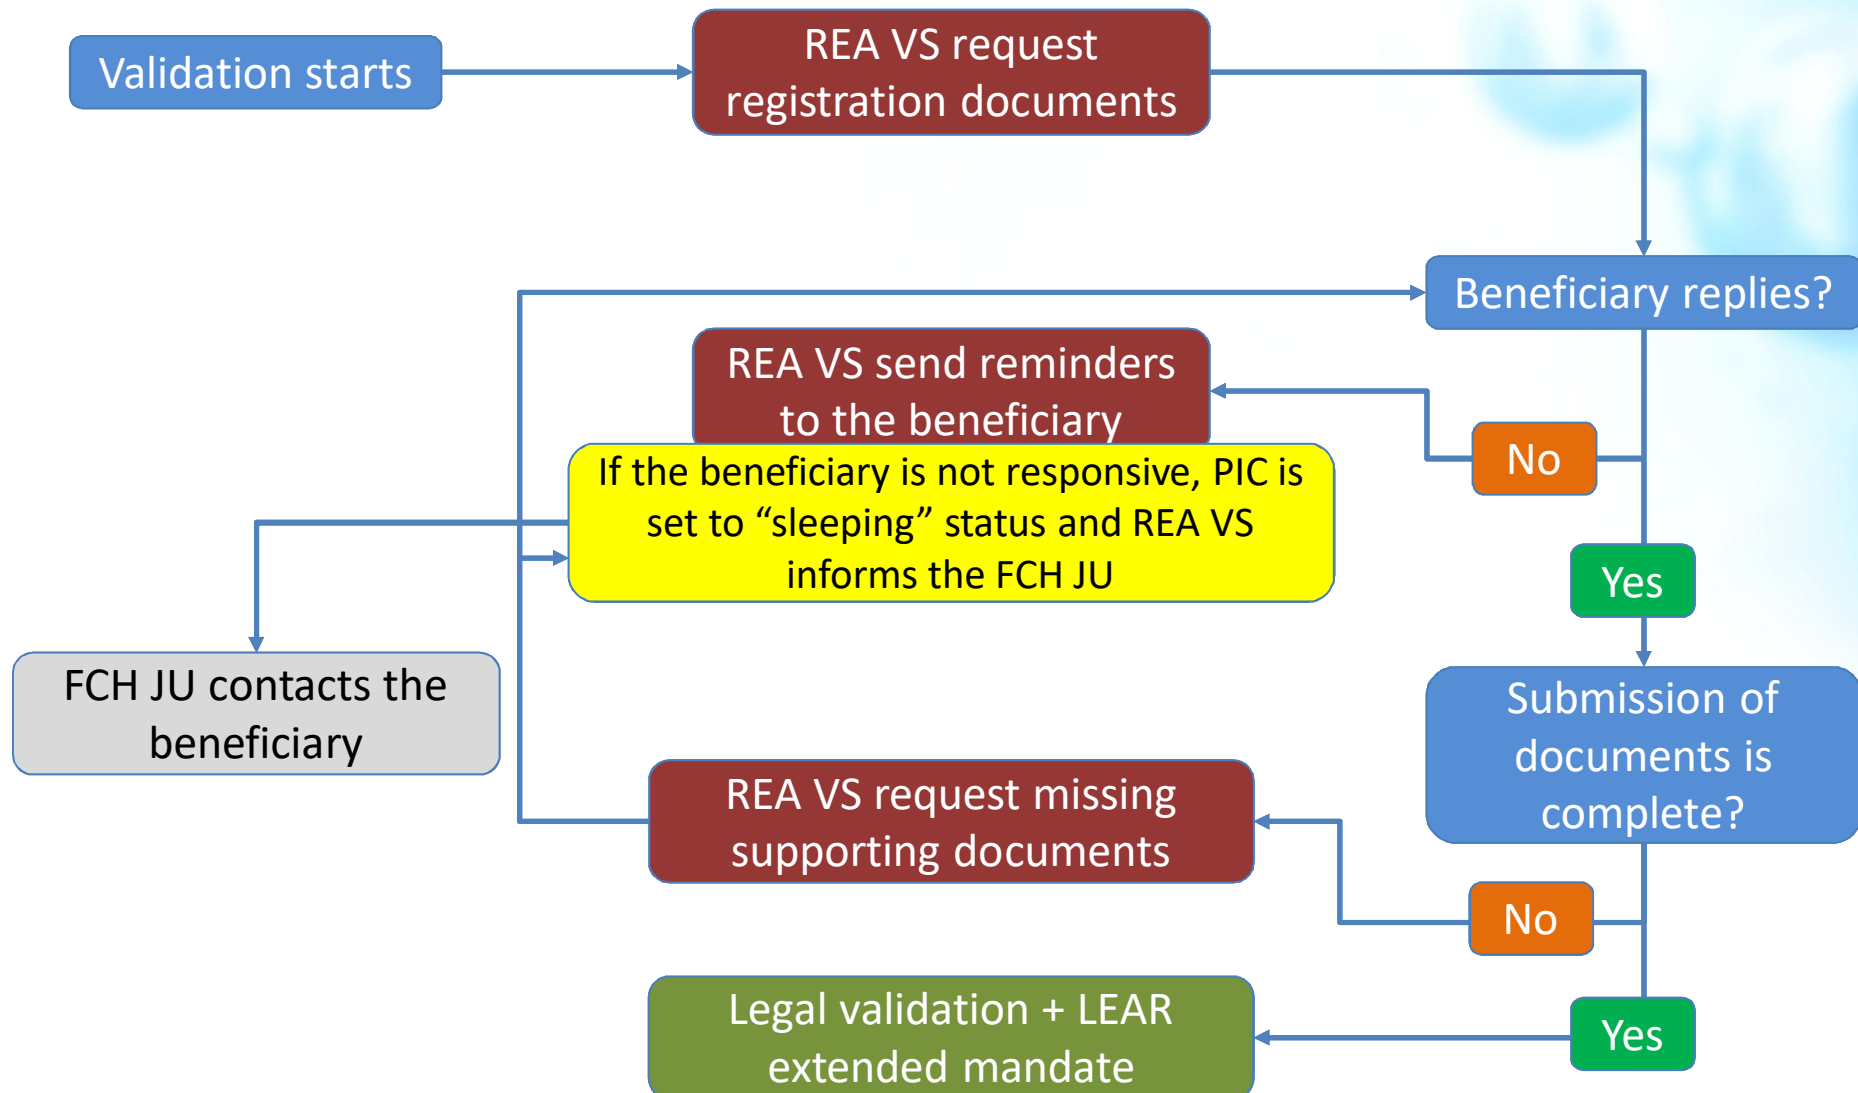 Validation starts
REA VS request
registration documents
Beneficiary replies?
REA VS send reminders
to the beneficiary
No
If the beneficiary is not responsive, PIC is
set to “sleeping” status and REA VS
informs the FCH JU
Yes
FCH JU contacts the
beneficiary
Submission of
documents is
complete?
REA VS request missing
supporting documents
No
Legal validation + LEAR
extended mandate
Yes